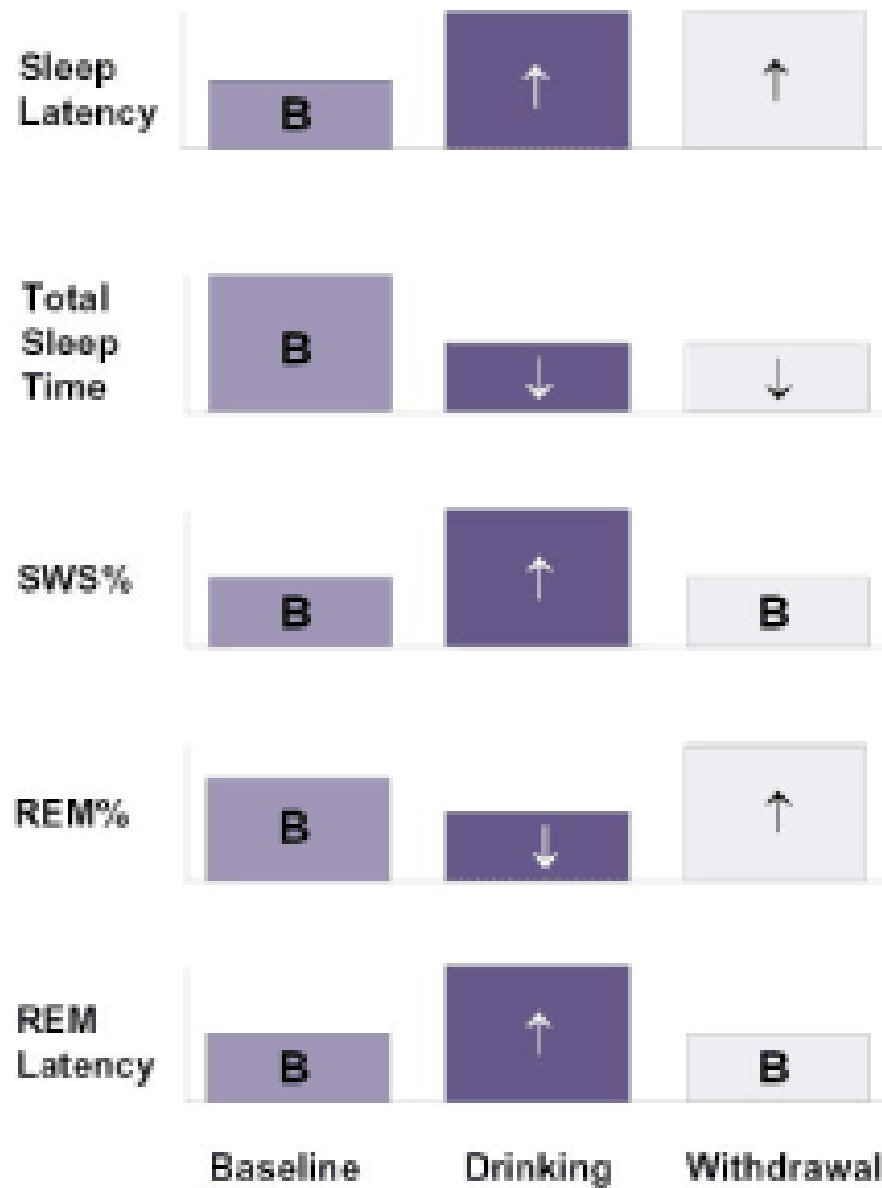 Sleep
Latency
B
↑
↑
Total
Sleep
Time
B
↓
↓
SWS%
B
↑
B
REM%
B
↓
↑
REM
Latency
B
↑
B
Baseline
Drinking
Withdrawal